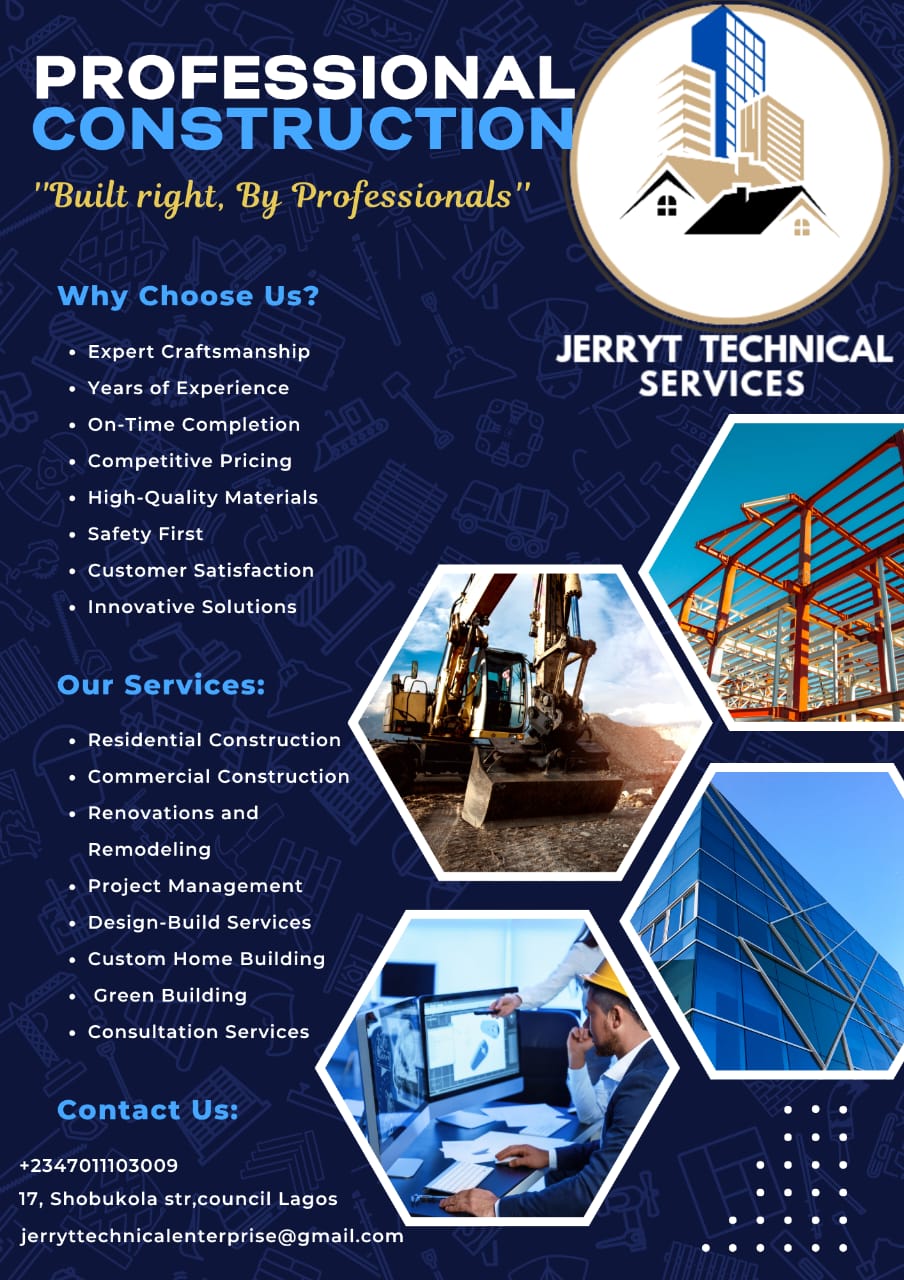 PROFESSIONAL
CONSTRUCTION
"Built right, By Professionals"
JERRYT TECHNICAL
SERVICES
Why Choose Us?
• Expert Craftsmanship
• Years of Experience
• On-Time Completion
• Competitive Pricing
• High-Quality Materials
• Safety First
• Customer Satisfaction
• Innovative Solutions
Our Services:
• Residential Construction
• Commercial Construction
• Renovations and
Remodeling
• Project Management
• Design-Build Services
• Custom Home Building
• Green Building
• Consultation Services
Contact Us:
+2347011103009
17, Shobukola str,council Lagos
jerryttechnicalenterprise@gmail.com